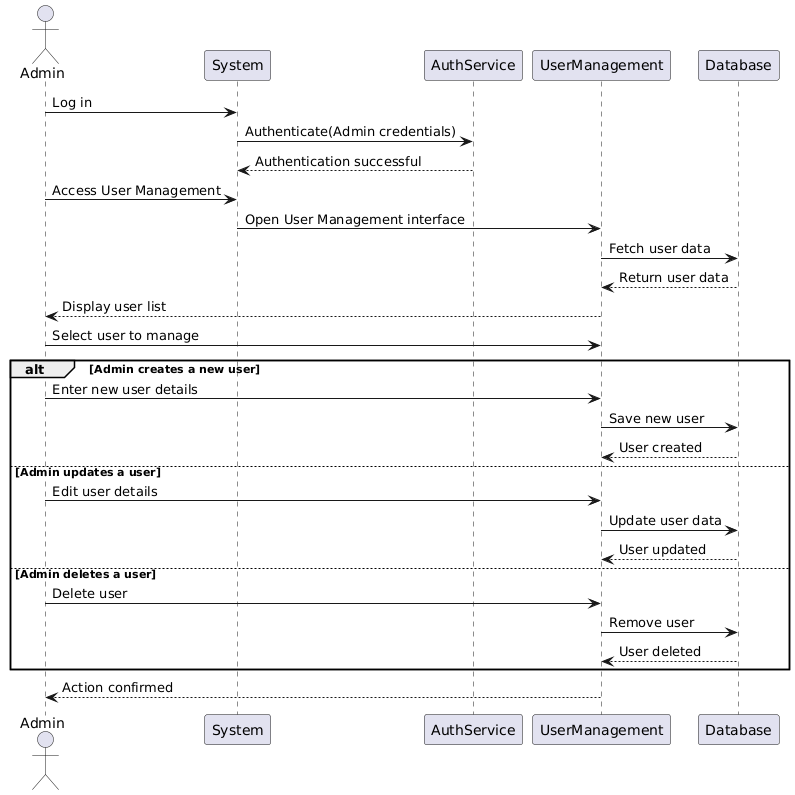 Admin
System
AuthService
UserManagement
Database
Log in
Authenticate(Admin credentials)
Authentication successful
Access User Management
Open User Management interface
Fetch user data
Return user data
Display user list
Select user to manage
alt [Admin creates a new user]
Enter new user details
Save new user
User created
[Admin updates a user]
Edit user details
Update user data
User updated
[Admin deletes a user]
Delete user
Remove user
User deleted
Action confirmed
Admin
System
AuthService
UserManagement
Database